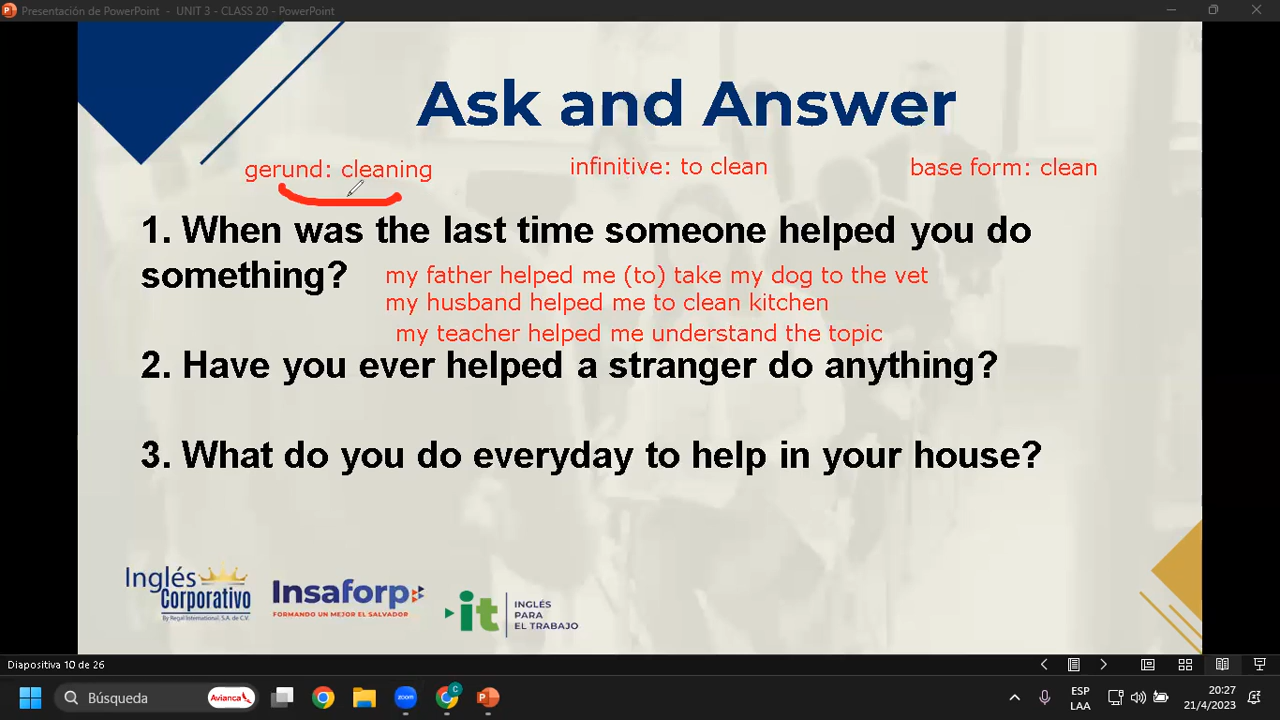 Presentación de PowerPoint - UNIT 3 - CLASS 20 - PowerPoint
Ask and Answer
gerund: cleaning
infinitive: to clean
base form: clean
1. When was the last time someone helped you do
something?
my father helped me (to) take my dog to the vet
my husband helped me to clean kitchen
my teacher helped me understand the topic
2. Have you ever helped a stranger do anything?
3. What do you do everyday to help in your house?
Inglés
Corporativo
By Regal International, S.A. de C.V.
Insaforp
FORMANDO UN MEJOR EL SALVADOR
it
INGLÉS
PARA
EL TRABAJO
Diapositiva 10 de 26
Búsqueda
Avianca
ESP
LAA
20:27
21/4/2023